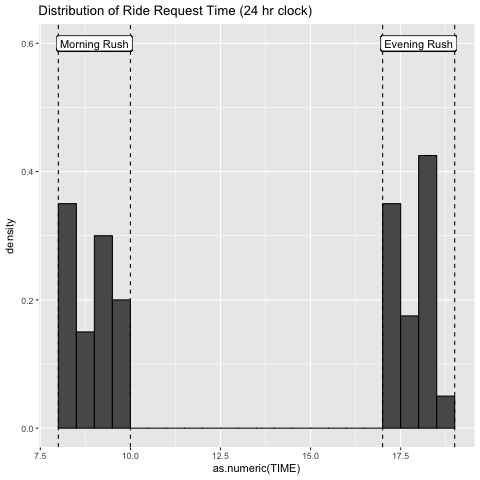 Distribution of Ride Request Time (24 hr clock)
0.6
Morning Rush
Evening Rush
0.4
density
0.2
0.0
7.5 10.0 12.5 15.0 17.5
as.numeric(TIME)